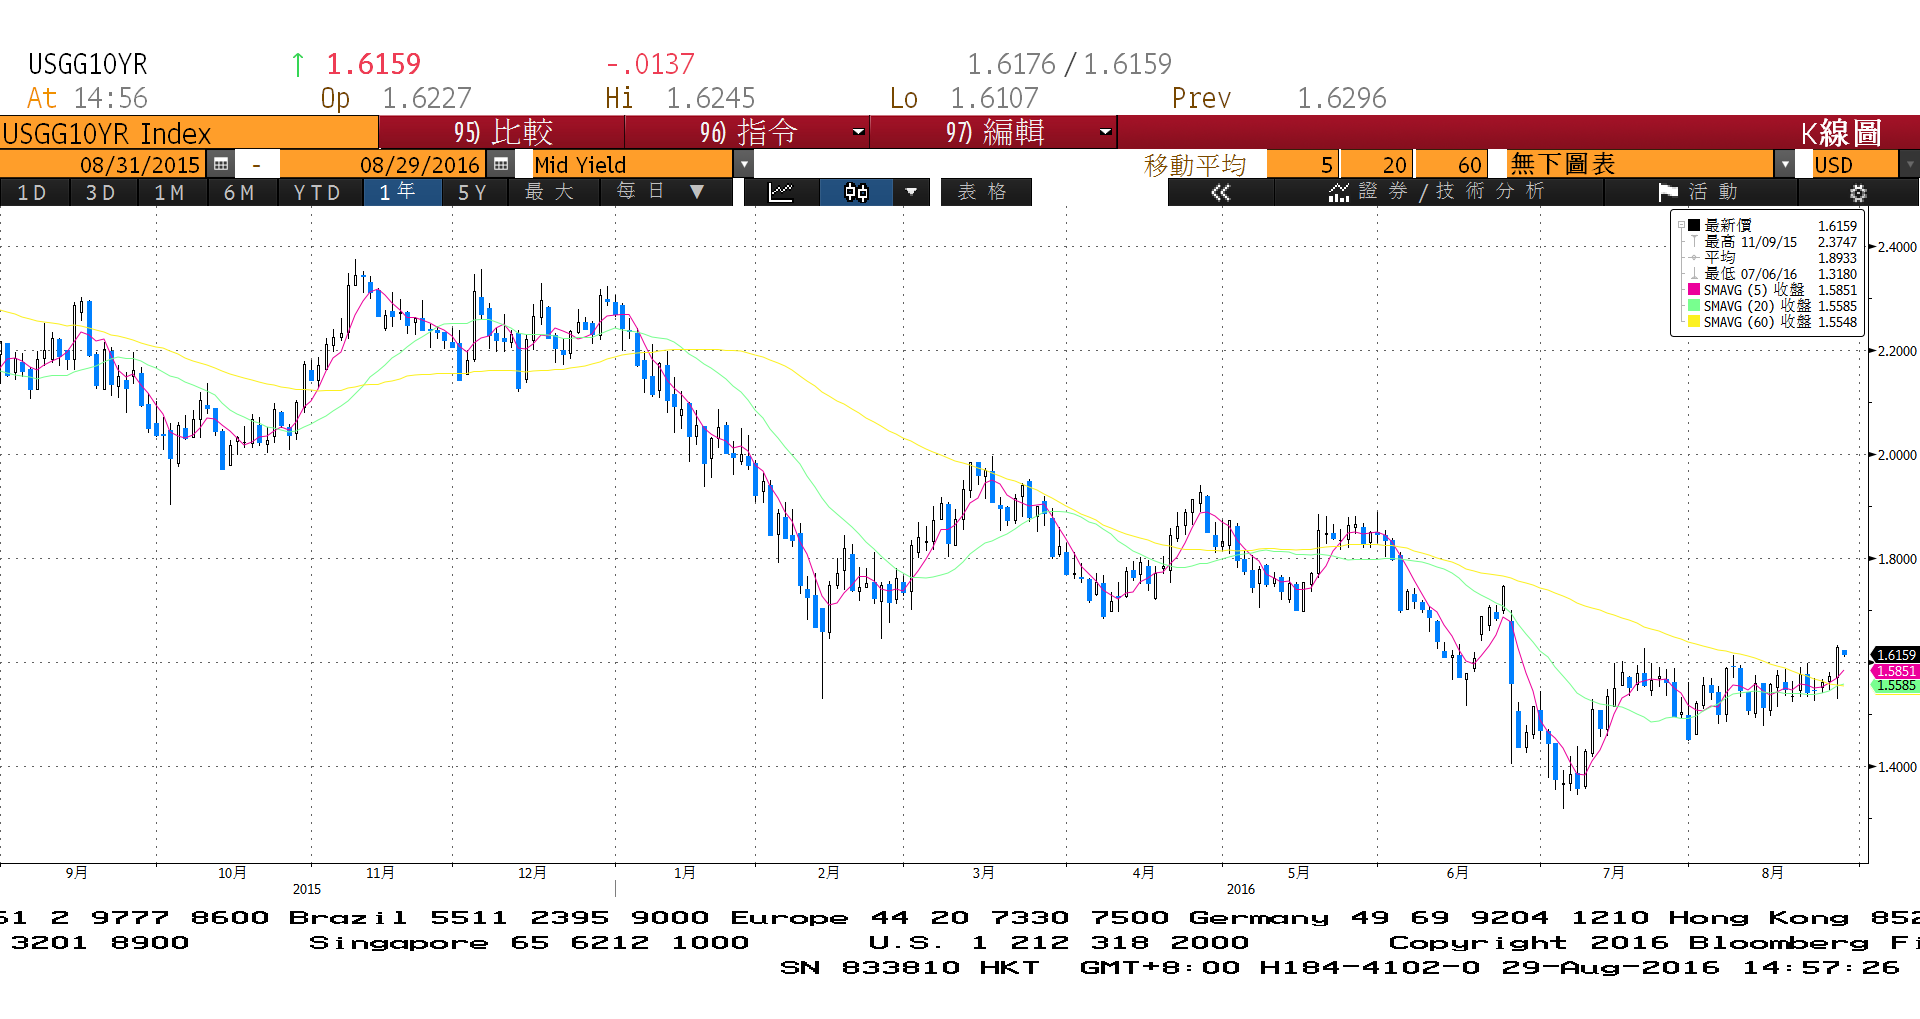 USGG10YR ↑ 1.6159 -.0137 1.6176 / 1.6159
At 14:56 Op 1.6227 Hi 1.6245 Lo 1.6107 Prev 1.6296
USGG10YR Index 95) 比較 96) 指令 97) 編輯 K線圖
08/31/2015 - 08/29/2016 Mid Yield 移動平均 5 20 60 無下圖表 USD
1D 3D 1M 6M YTD 1年 5Y 最大 每日 ▼ 表格 « 證券/技術分析 活動
最新價 1.6159
最高 11/09/15 2.3747
平均 1.8933
最低 07/06/16 1.3180
SMAVG (5) 收盤 1.5851
SMAVG (20) 收盤 1.5585
SMAVG (60) 收盤 1.5548
2.4000
2.2000
2.0000
1.8000
1.6159
1.5851
1.5585
1.4000
9月 10月 11月 12月 1月 2月 3月 4月 5月 6月 7月 8月
2015 2016
61 2 9777 8600 Brazil 5511 2395 9000 Europe 44 20 7330 7500 Germany 49 69 9204 1210 Hong Kong 852
3201 8900 Singapore 65 6212 1000 U.S. 1 212 318 2000 Copyright 2016 Bloomberg Fi
SN 833810 HKT GMT+8:00 H184-4102-0 29-Aug-2016 14:57:26